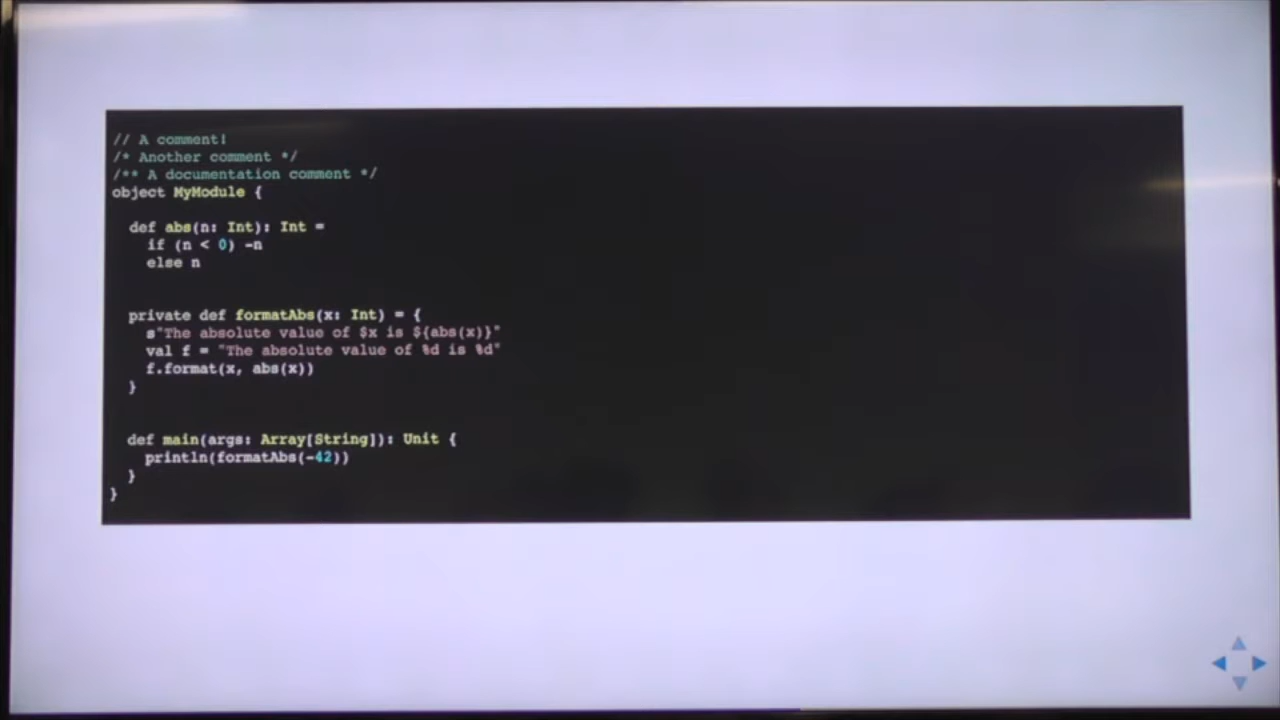 // A comment!
/* Another comment */
/** A documentation comment */
object MyModule {
def abs(n: Int): Int =
if (n < 0) -n
else n
private def formatAbs(x: Int) = {
s"The absolute value of $x is ${abs(x)}"
val f = "The absolute value of %d is %d"
f.format(x, abs(x))
}
def main(args: Array[String]): Unit {
println(formatAbs(-42))
}
}